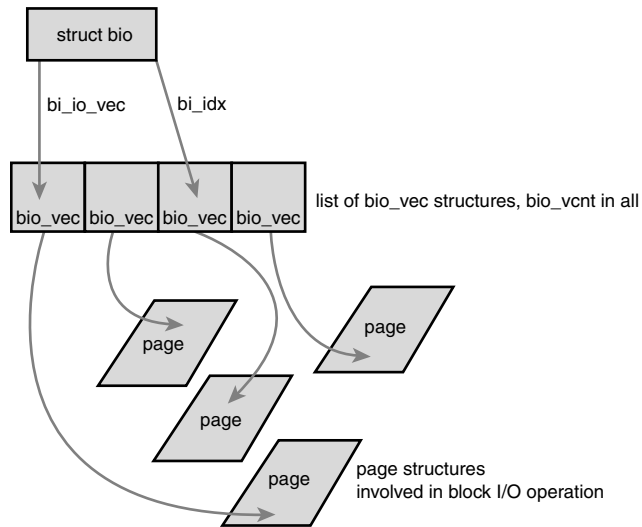 struct bio
bi_io_vec
bi_idx
bio_vec bio_vec bio_vec bio_vec
list of bio_vec structures, bio_vcnt in all
page
page
page
page
page structures
involved in block I/O operation